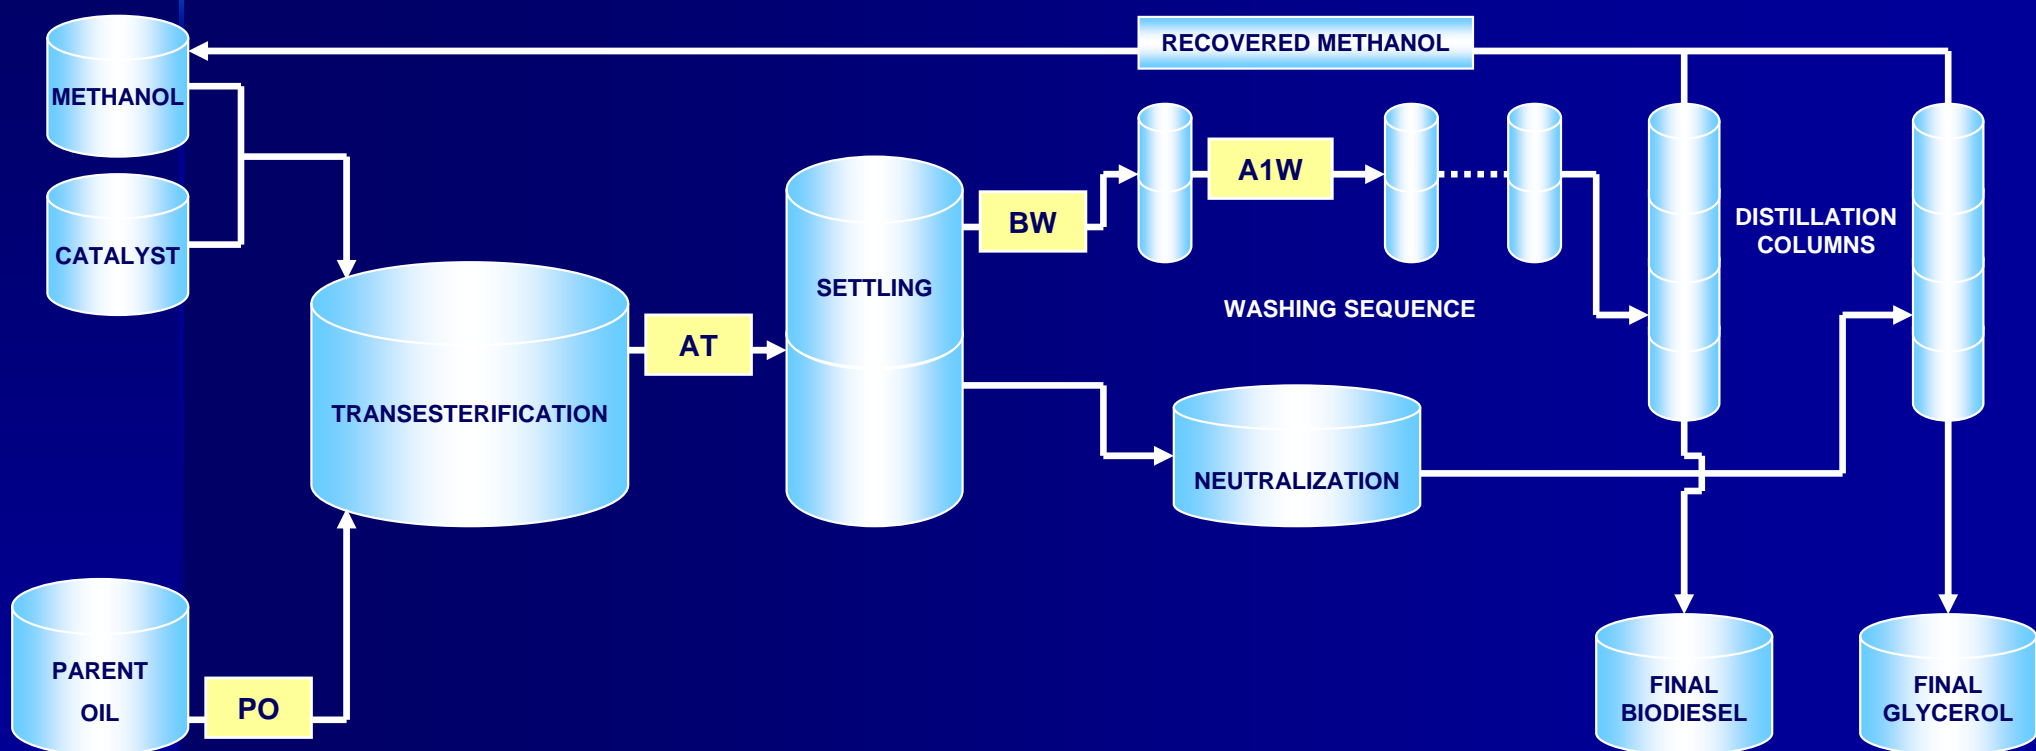 RECOVERED METHANOL
METHANOL
A1W
BW
DISTILLATION
COLUMNS
CATALYST
SETTLING
WASHING SEQUENCE
AT
TRANSESTERIFICATION
NEUTRALIZATION
PARENT
OIL
PO
FINAL
BIODIESEL
FINAL
GLYCEROL